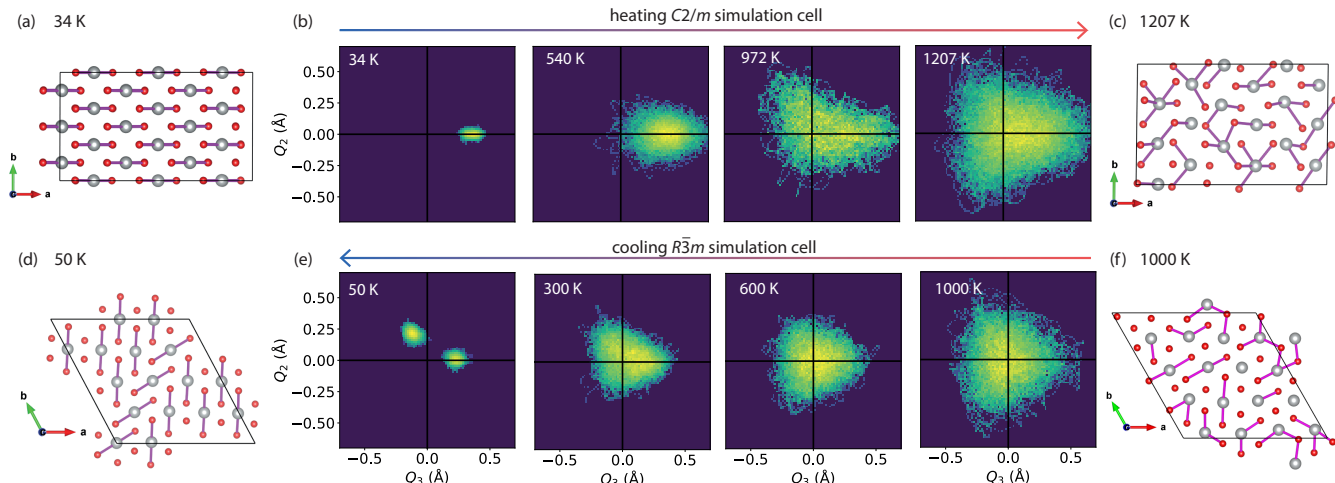 (a) 34 K
(b) heating C2/m simulation cell
(c) 1207 K
34 K
540 K
972 K
1207 K
0.50
0.25
0.00
−0.25
−0.50
Q2 (Å)
b
a
b
a
(d) 50 K
(e) cooling R3̅m simulation cell
(f) 1000 K
50 K
300 K
600 K
1000 K
0.50
0.25
0.00
−0.25
−0.50
Q2 (Å)
b
a
b
a
−0.5 0.0 0.5
−0.5 0.0 0.5
−0.5 0.0 0.5
−0.5 0.0 0.5
Q3 (Å)
Q3 (Å)
Q3 (Å)
Q3 (Å)